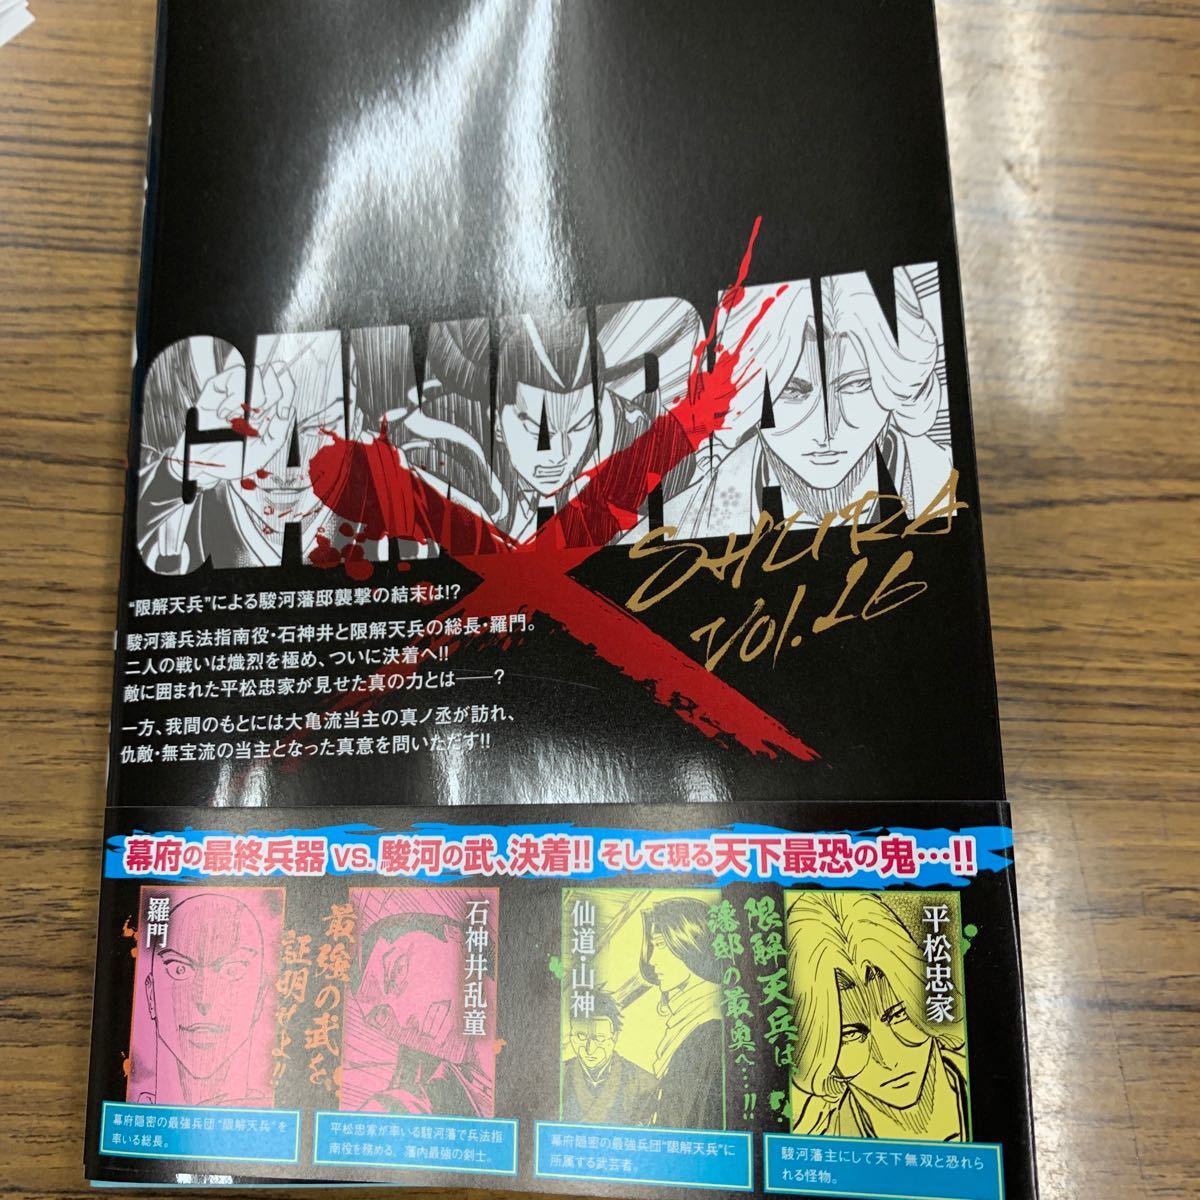 GAMARAN
SHURA
Vol.16
“限解天兵”による駿河藩邸襲撃の結末は!?
駿河藩兵法指南役・石神井と限解天兵の総長・羅門。
二人の戦いは熾烈を極め、ついに決着へ!!
敵に囲まれた平松忠家が見せた真の力とは――?
一方、我間のもとには大亀流当主の真ノ丞が訪れ、
仇敵・無宝流の当主となった真意を問いただす!!
幕府の最終兵器 vs. 駿河の武、決着!! そして現る天下最恐の鬼…!!
羅門
最強の武を、
証明せよ!!
石神井乱童
仙道・山神
限解天兵は
藩邸の最奥へ…!!
平松忠家
幕府隠密の最強兵団“限解天兵”を
率いる総長。
平松忠家が率いる駿河藩で兵法指
南役を務める、藩内最強の剣士。
幕府隠密の最強兵団“限解天兵”に
所属する武芸者。
駿河藩主にして天下無双と恐れら
れる怪物。